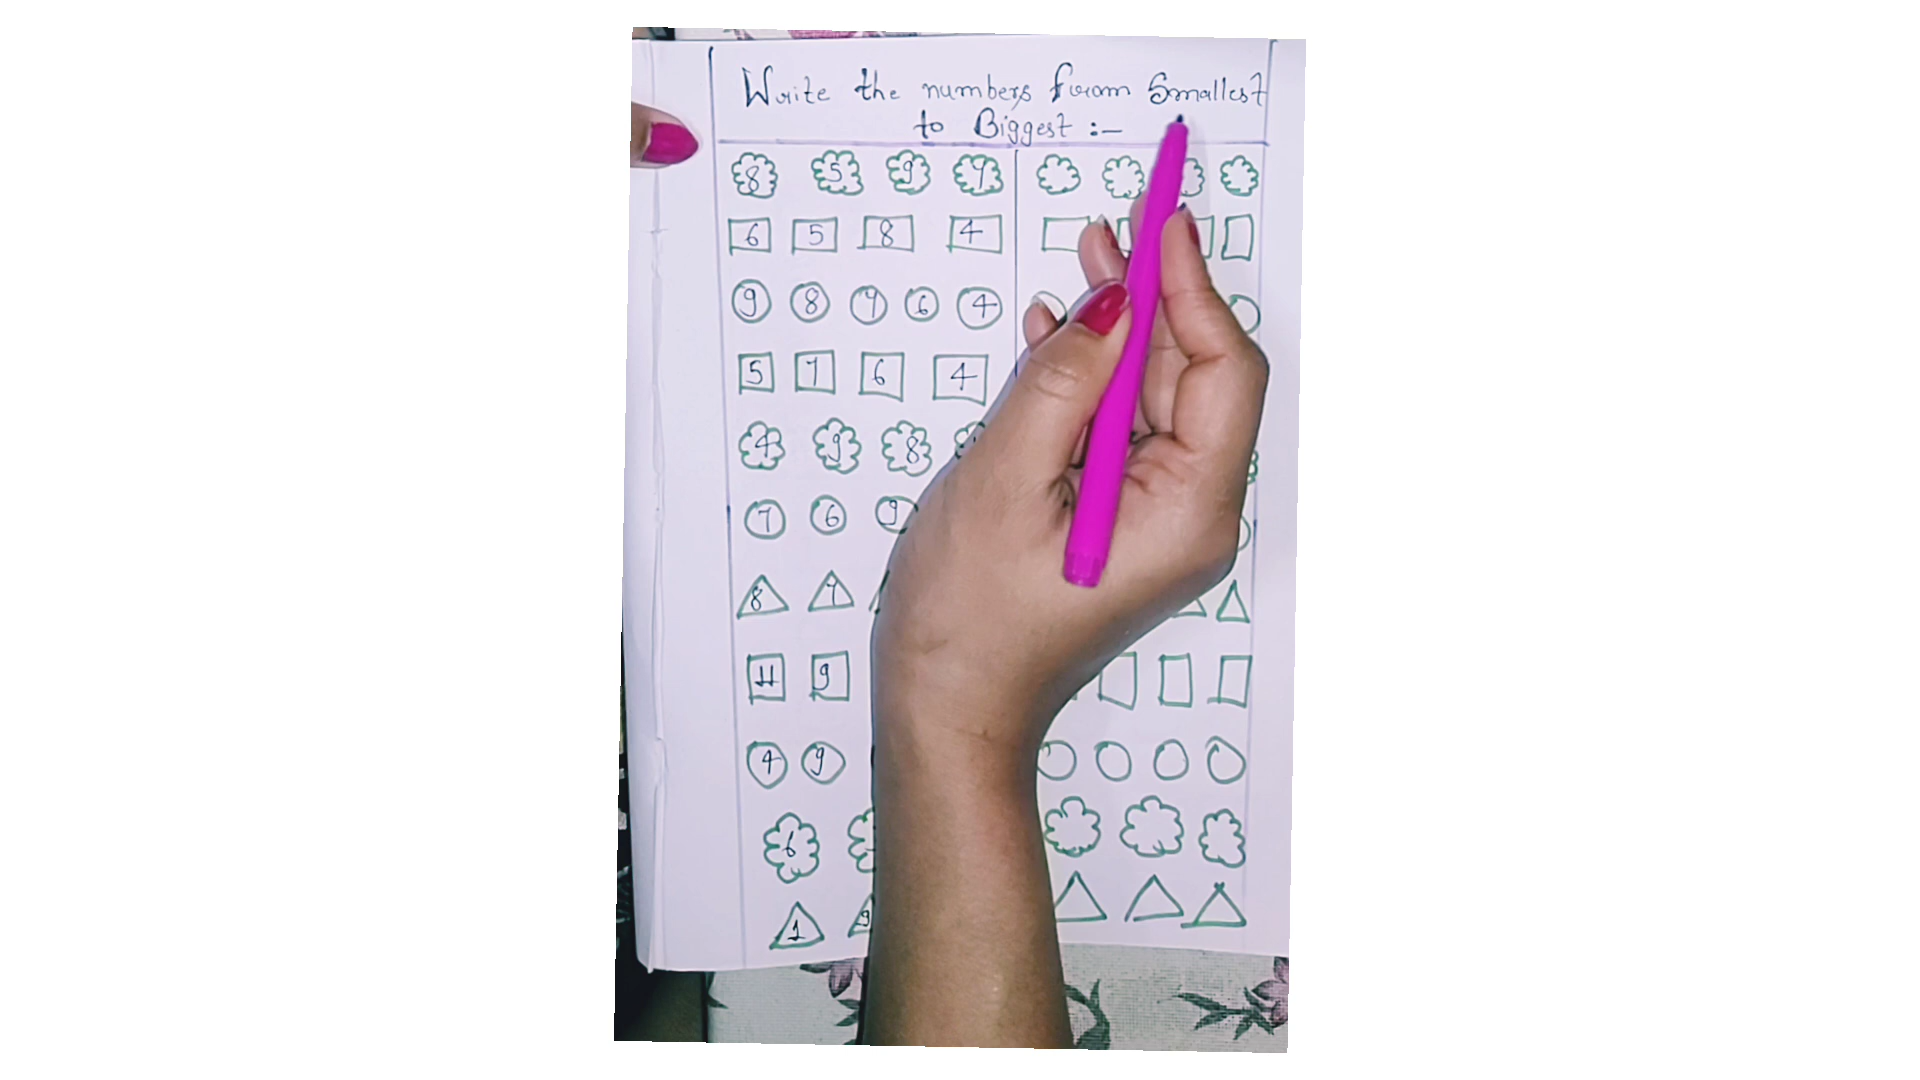 Write the numbers from Smallest
to Biggest :-
8 5 9 7
6 5 8 4
9 8 7 6 4
5 7 6 4
4 9 8
7 6 9
8 7
11 9
4 9
6
1 9